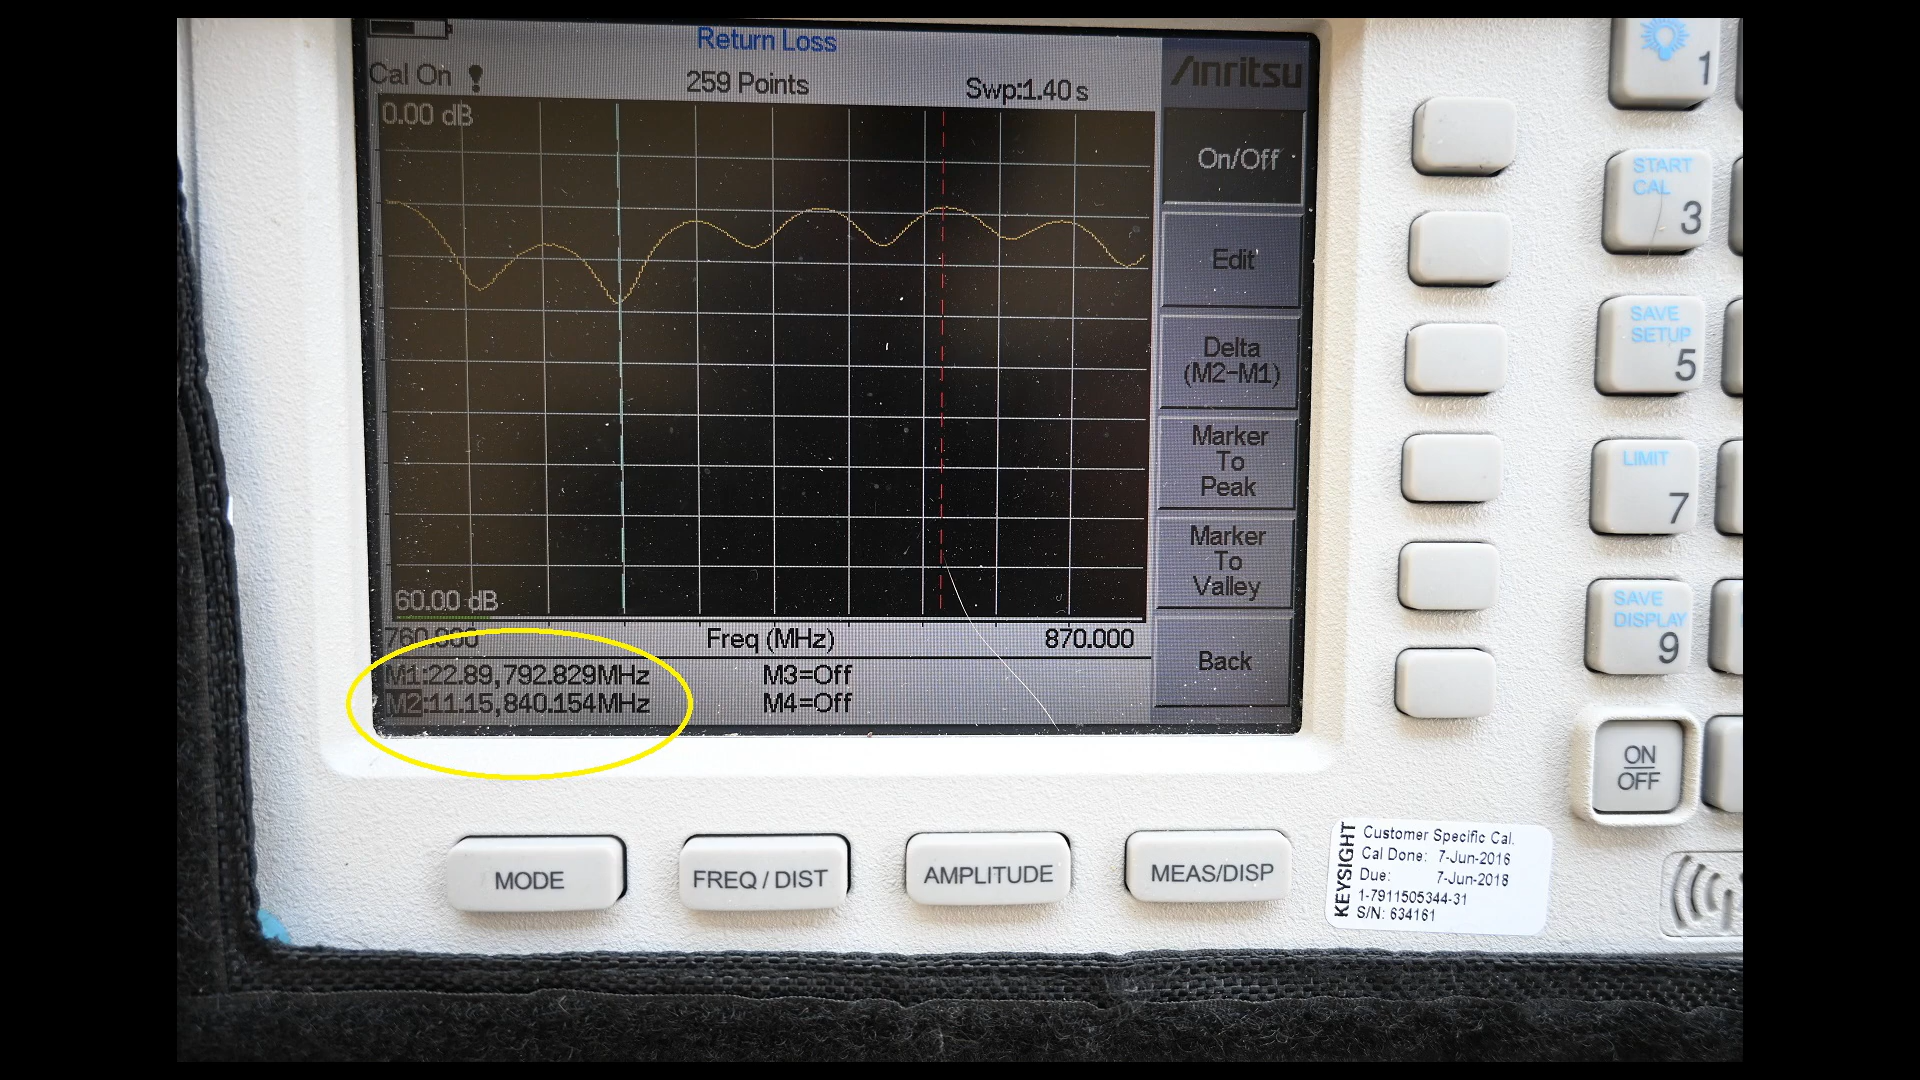 Return Loss
Cal On
259 Points
Swp:1.40 s
Anritsu
0.00 dB
60.00 dB
760.000
Freq (MHz)
870.000
M1:22.89,792.829MHz
M2:11.15,840.154MHz
M3=Off
M4=Off
On/Off
Edit
Delta
(M2-M1)
Marker
To
Peak
Marker
To
Valley
Back
1
START
CAL
3
SAVE
SETUP
5
LIMIT
7
SAVE
DISPLAY
9
ON
OFF
MODE
FREQ / DIST
AMPLITUDE
MEAS/DISP
KEYSIGHT
Customer Specific Cal.
Cal Done: 7-Jun-2016
Due: 7-Jun-2018
1-7911505344-31
S/N: 634161